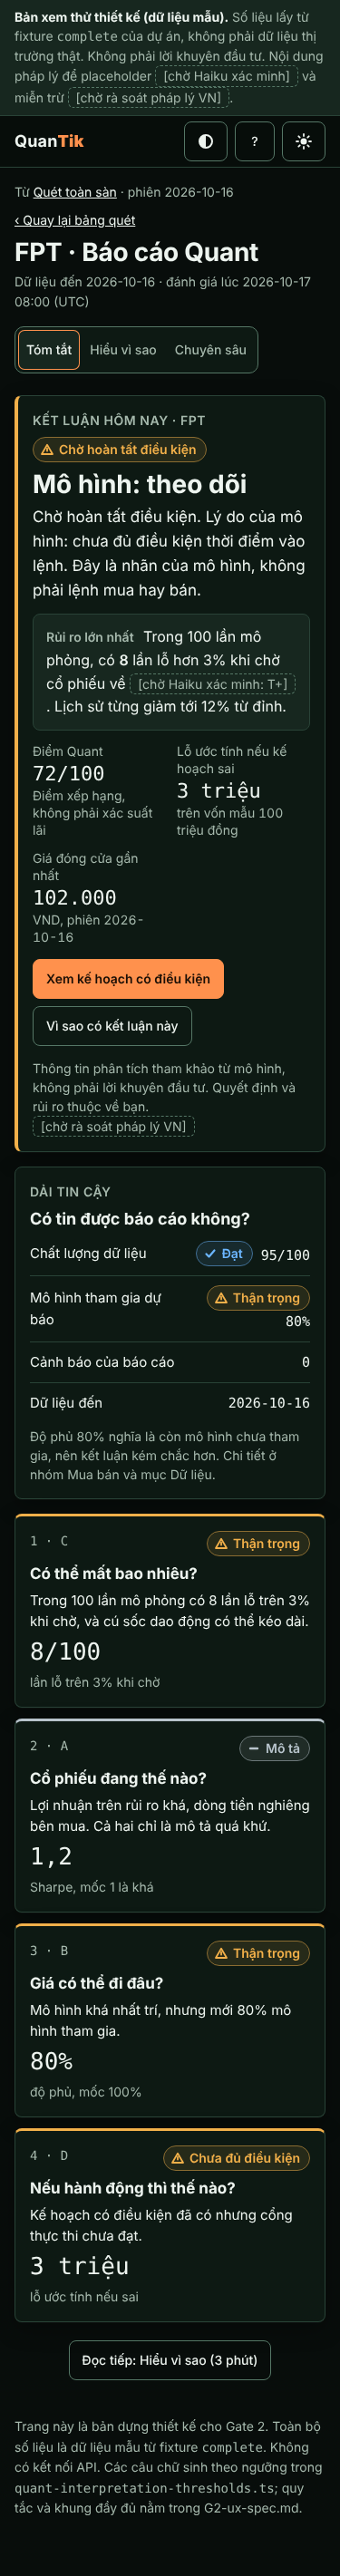 Bản xem thử thiết kế (dữ liệu mẫu). Số liệu lấy từ
fixture complete của dự án, không phải dữ liệu thị
trường thật. Không phải lời khuyên đầu tư. Nội dung
pháp lý để placeholder [chờ Haiku xác minh] và
miễn trừ [chờ rà soát pháp lý VN].
QuanTik ?
Từ Quét toàn sàn · phiên 2026-10-16
‹ Quay lại bảng quét
FPT · Báo cáo Quant
Dữ liệu đến 2026-10-16 · đánh giá lúc 2026-10-17
08:00 (UTC)
Tóm tắt Hiểu vì sao Chuyên sâu
KẾT LUẬN HÔM NAY · FPT
Chờ hoàn tất điều kiện
Mô hình: theo dõi
Chờ hoàn tất điều kiện. Lý do của mô
hình: chưa đủ điều kiện thời điểm vào
lệnh. Đây là nhãn của mô hình, không
phải lệnh mua hay bán.
Rủi ro lớn nhất Trong 100 lần mô
phỏng, có 8 lần lỗ hơn 3% khi chờ
cổ phiếu về [chờ Haiku xác minh: T+]
. Lịch sử từng giảm tới 12% từ đỉnh.
Điểm Quant
72/100
Điểm xếp hạng,
không phải xác suất
lãi
Lỗ ước tính nếu kế
hoạch sai
3 triệu
trên vốn mẫu 100
triệu đồng
Giá đóng cửa gần
nhất
102.000
VND, phiên 2026-
10-16
Xem kế hoạch có điều kiện
Vì sao có kết luận này
Thông tin phân tích tham khảo từ mô hình,
không phải lời khuyên đầu tư. Quyết định và
rủi ro thuộc về bạn.
[chờ rà soát pháp lý VN]
DẢI TIN CẬY
Có tin được báo cáo không?
Chất lượng dữ liệu Đạt 95/100
Mô hình tham gia dự
báo
Thận trọng
80%
Cảnh báo của báo cáo 0
Dữ liệu đến 2026-10-16
Độ phủ 80% nghĩa là còn mô hình chưa tham
gia, nên kết luận kém chắc hơn. Chi tiết ở
nhóm Mua bán và mục Dữ liệu.
1 · C Thận trọng
Có thể mất bao nhiêu?
Trong 100 lần mô phỏng có 8 lần lỗ trên 3%
khi chờ, và cú sốc dao động có thể kéo dài.
8/100
lần lỗ trên 3% khi chờ
2 · A Mô tả
Cổ phiếu đang thế nào?
Lợi nhuận trên rủi ro khá, dòng tiền nghiêng
bên mua. Cả hai chỉ là mô tả quá khứ.
1,2
Sharpe, mốc 1 là khá
3 · B Thận trọng
Giá có thể đi đâu?
Mô hình khá nhất trí, nhưng mới 80% mô
hình tham gia.
80%
độ phủ, mốc 100%
4 · D Chưa đủ điều kiện
Nếu hành động thì thế nào?
Kế hoạch có điều kiện đã có nhưng cổng
thực thi chưa đạt.
3 triệu
lỗ ước tính nếu sai
Đọc tiếp: Hiểu vì sao (3 phút)
Trang này là bản dựng thiết kế cho Gate 2. Toàn bộ
số liệu là dữ liệu mẫu từ fixture complete. Không
có kết nối API. Các câu chữ sinh theo ngưỡng trong
quant-interpretation-thresholds.ts; quy
tắc và khung đầy đủ nằm trong G2-ux-spec.md.